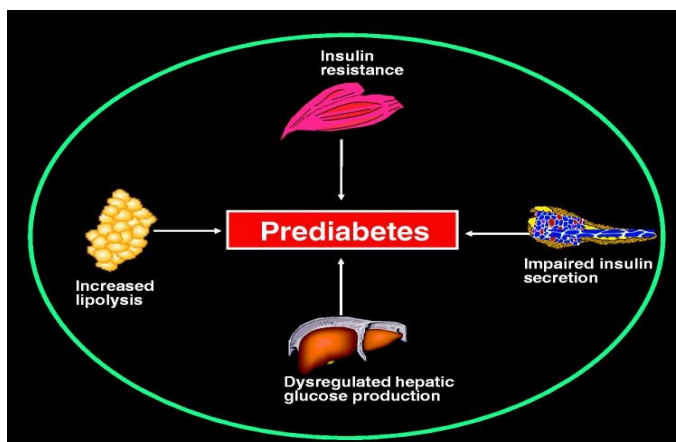 Insulin
resistance
Prediabetes
Increased
lipolysis
Impaired insulin
secretion
Dysregulated hepatic
glucose production